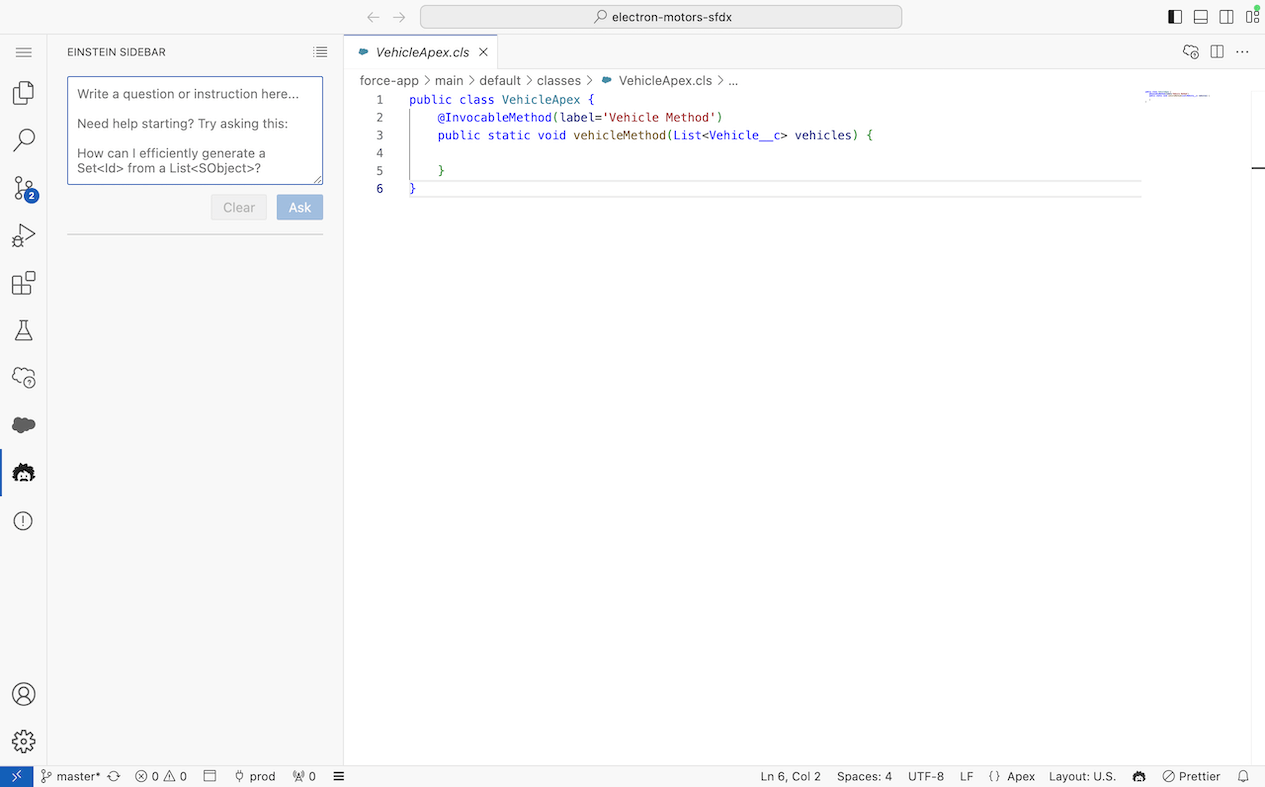 electron-motors-sfdx
EINSTEIN SIDEBAR
Write a question or instruction here...
Need help starting? Try asking this:
How can I efficiently generate a
Set<Id> from a List<SObject>?
Clear
Ask
2
VehicleApex.cls
force-app > main > default > classes > VehicleApex.cls > ...
1 public class VehicleApex {
2 @InvocableMethod(label='Vehicle Method')
3 public static void vehicleMethod(List<Vehicle__c> vehicles) {
4
5 }
6 }
master* 0 0 prod 0 Ln 6, Col 2 Spaces: 4 UTF-8 LF {} Apex Layout: U.S. Prettier